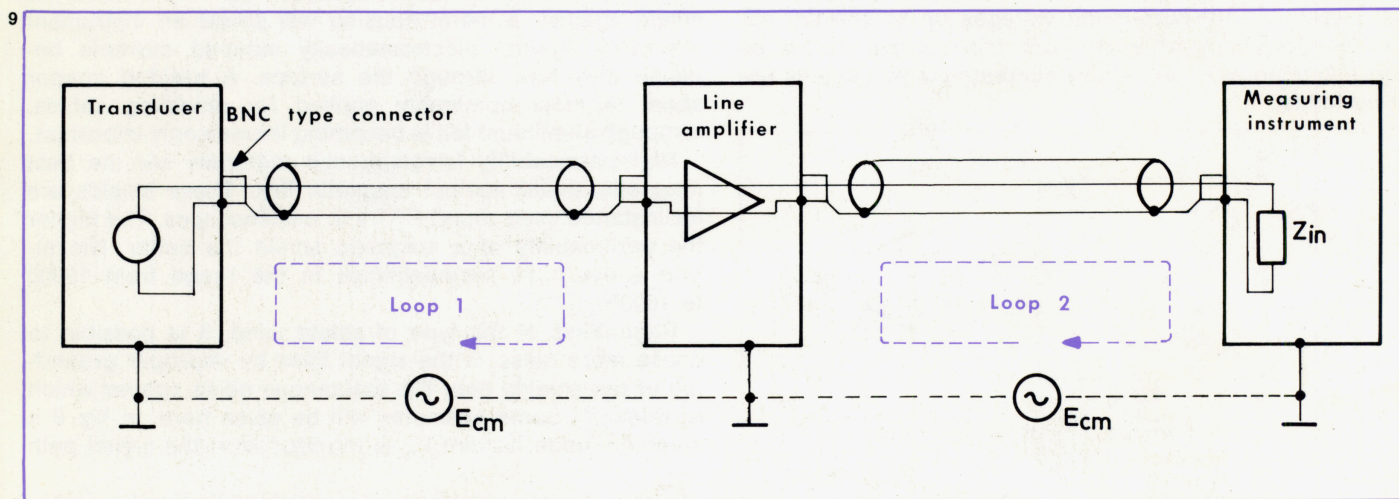 9
Transducer
BNC type connector
Line
amplifier
Measuring
instrument
Zin
Loop 1
Loop 2
Ecm
Ecm